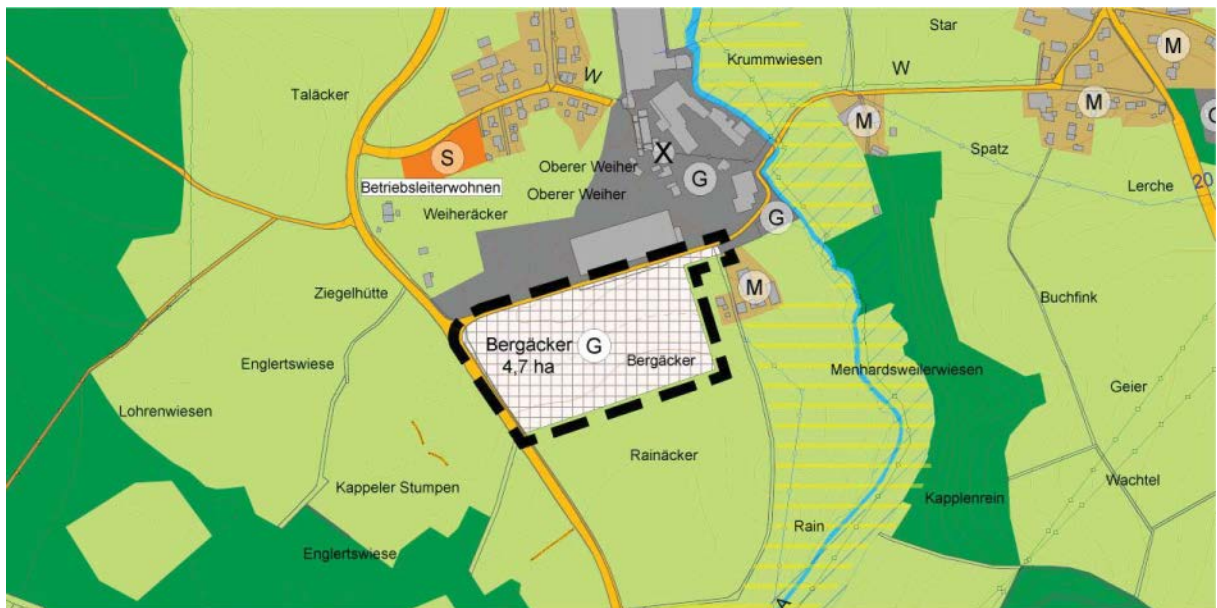 Star
M
Krummwiesen
W
W
Taläcker
M
G
M
S
X
Spatz
Oberer Weiher
G
Betriebsleiterwohnen
Oberer Weiher
Lerche
20
Weiheräcker
G
Ziegelhütte
M
Buchfink
Bergäcker
G
4,7 ha
Bergäcker
Englertswiese
Menhardsweilerwiesen
Geier
Lohrenwiesen
Rainäcker
Kappeler Stumpen
Wachtel
Kapplenrein
Rain
Englertswiese
A